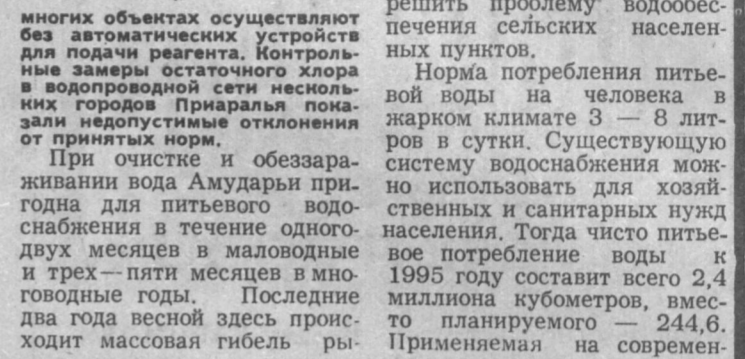 многих объектах осуществляют
без автоматических устройств
для подачи реагента. Контроль-
ные замеры остаточного хлора
в водопроводной сети несколь-
ких городов Приаралья пока-
зали недопустимые отклонения
от принятых норм.
При очистке и обеззара-
живании вода Амударьи при-
годна для питьевого водо-
снабжения в течение одного-
двух месяцев в маловодные
и трех—пяти месяцев в мно-
говодные годы. Последние
два года весной здесь проис-
ходит массовая гибель ры-
решить проблему водообес-
печения сельских населен-
ных пунктов.
Норма потребления питье-
вой воды на человека в
жарком климате 3 — 8 лит-
ров в сутки. Существующую
систему водоснабжения мож-
но использовать для хозяй-
ственных и санитарных нужд
населения. Тогда чисто питье-
вое потребление воды к
1995 году составит всего 2,4
миллиона кубометров, вмес-
то планируемого — 244,6.
Применяемая на современ-